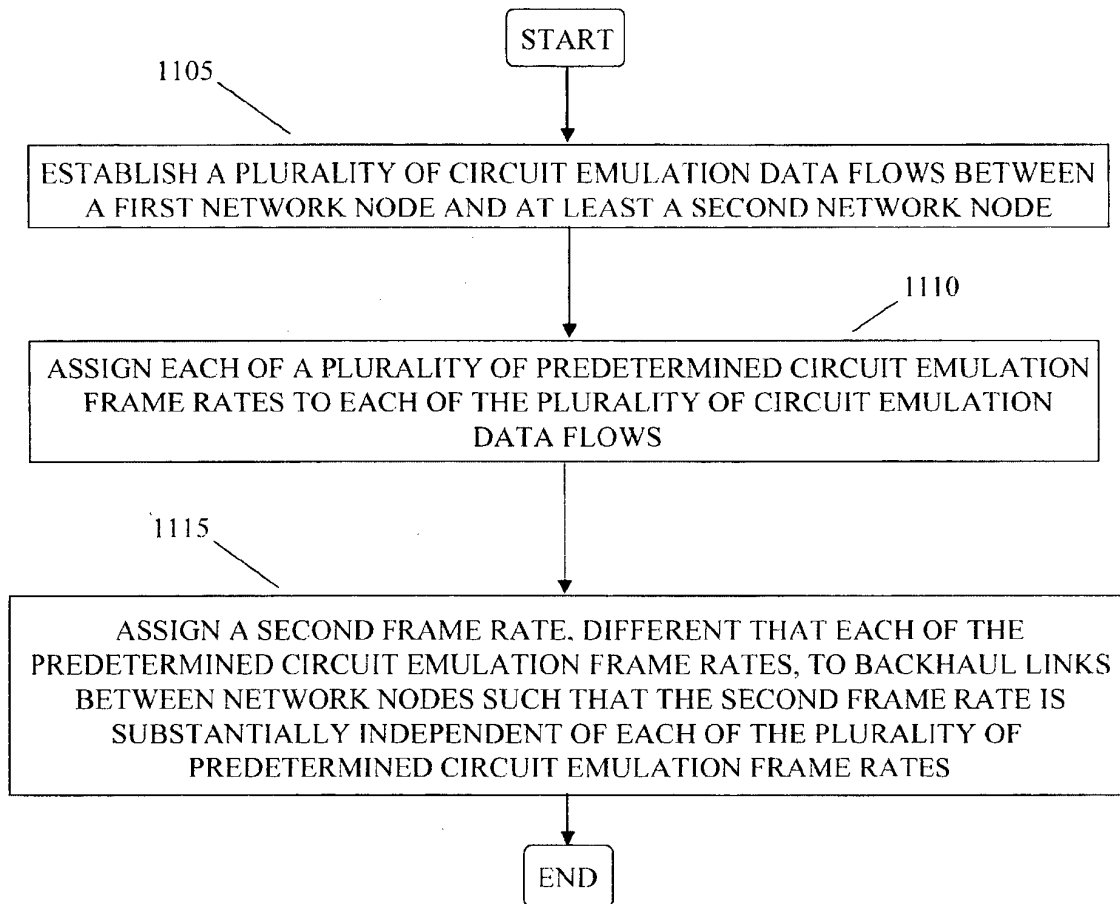 START
1105
ESTABLISH A PLURALITY OF CIRCUIT EMULATION DATA FLOWS BETWEEN
A FIRST NETWORK NODE AND AT LEAST A SECOND NETWORK NODE
1110
ASSIGN EACH OF A PLURALITY OF PREDETERMINED CIRCUIT EMULATION
FRAME RATES TO EACH OF THE PLURALITY OF CIRCUIT EMULATION
DATA FLOWS
1115
ASSIGN A SECOND FRAME RATE, DIFFERENT THAT EACH OF THE
PREDETERMINED CIRCUIT EMULATION FRAME RATES, TO BACKHAUL LINKS
BETWEEN NETWORK NODES SUCH THAT THE SECOND FRAME RATE IS
SUBSTANTIALLY INDEPENDENT OF EACH OF THE PLURALITY OF
PREDETERMINED CIRCUIT EMULATION FRAME RATES
END